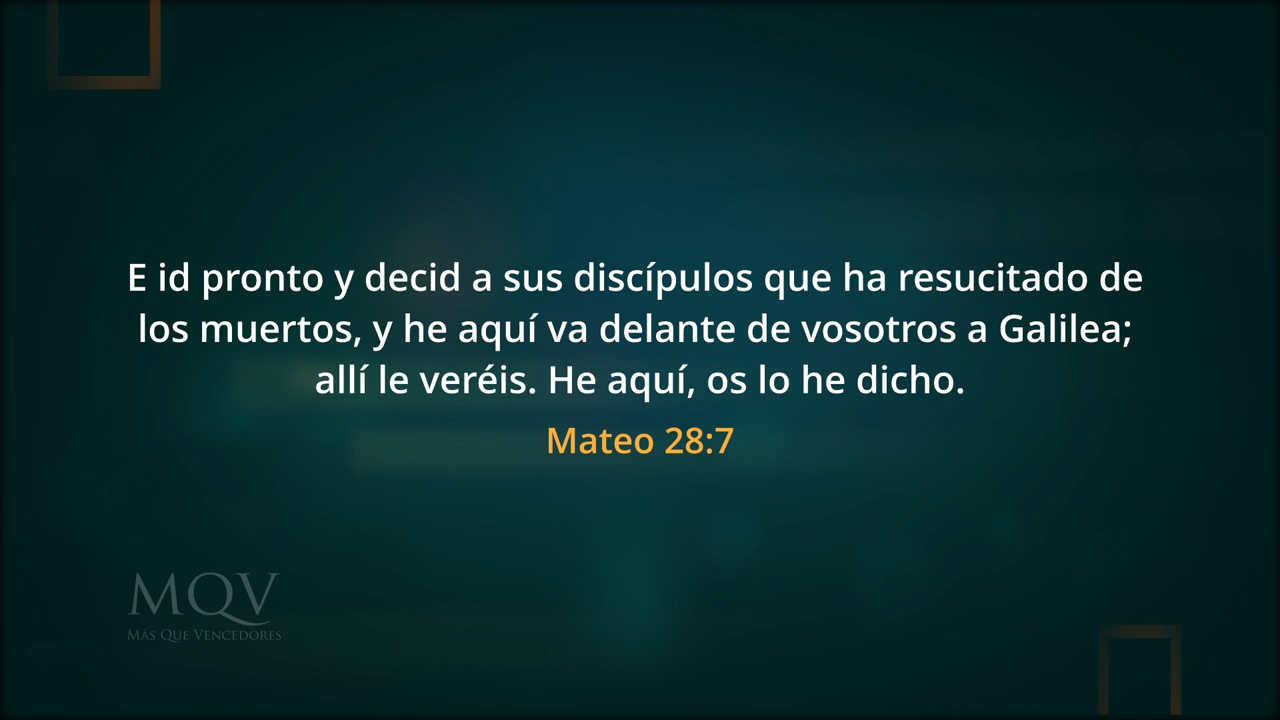 E id pronto y decid a sus discípulos que ha resucitado de
los muertos, y he aquí va delante de vosotros a Galilea;
allí le veréis. He aquí, os lo he dicho.
Mateo 28:7
MQV
Más Que Vencedores